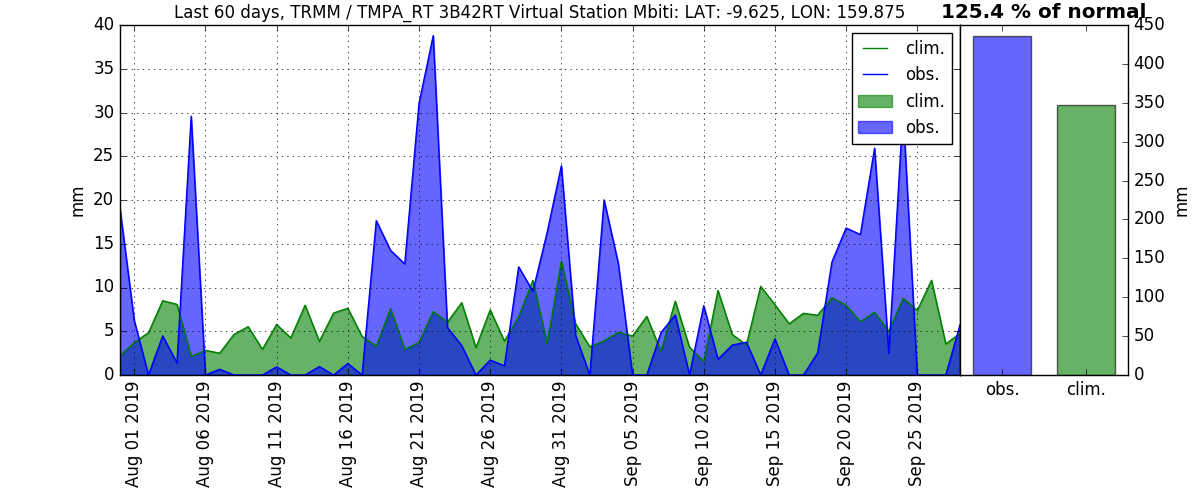 Last 60 days, TRMM / TMPA_RT 3B42RT Virtual Station Mbiti: LAT: -9.625, LON: 159.875
125.4 % of normal
40
35
30
25
20
15
10
5
0
mm
clim.
obs.
clim.
obs.
Aug 01 2019
Aug 06 2019
Aug 11 2019
Aug 16 2019
Aug 21 2019
Aug 26 2019
Aug 31 2019
Sep 05 2019
Sep 10 2019
Sep 15 2019
Sep 20 2019
Sep 25 2019
450
400
350
300
250
200
150
100
50
0
mm
obs.
clim.